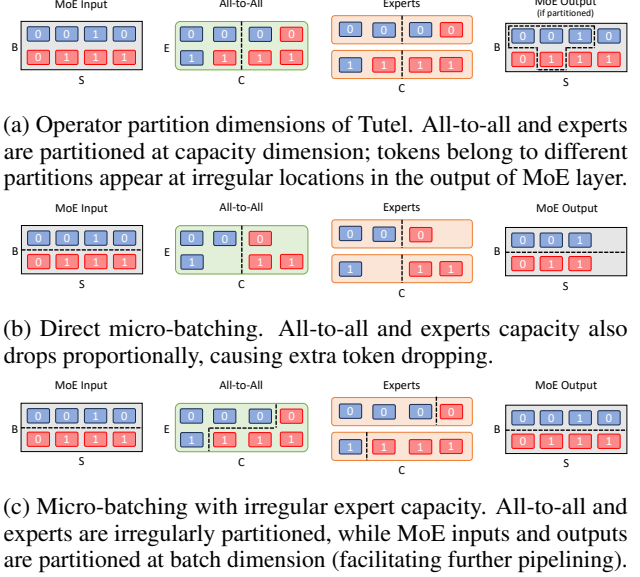 MoE Input All-to-All Experts MoE Output
(if partitioned)
B 0 0 1 0 E 0 0 0 0 0 0 0 0 B 0 0 1 0
0 1 1 1 1 1 1 1 1 1 1 1 0 1 1 1
S C C S
(a) Operator partition dimensions of Tutel. All-to-all and experts
are partitioned at capacity dimension; tokens belong to different
partitions appear at irregular locations in the output of MoE layer.
MoE Input All-to-All Experts MoE Output
B 0 0 1 0 E 0 0 0 0 0 0 B 0 0 1
0 1 1 1 1 1 1 1 1 1 0 1 1
S C C S
(b) Direct micro-batching. All-to-all and experts capacity also
drops proportionally, causing extra token dropping.
MoE Input All-to-All Experts MoE Output
B 0 0 1 0 E 0 0 0 0 0 0 0 0 B 0 0 1 0
0 1 1 1 1 1 1 1 1 1 1 1 0 1 1 1
S C C S
(c) Micro-batching with irregular expert capacity. All-to-all and
experts are irregularly partitioned, while MoE inputs and outputs
are partitioned at batch dimension (facilitating further pipelining).